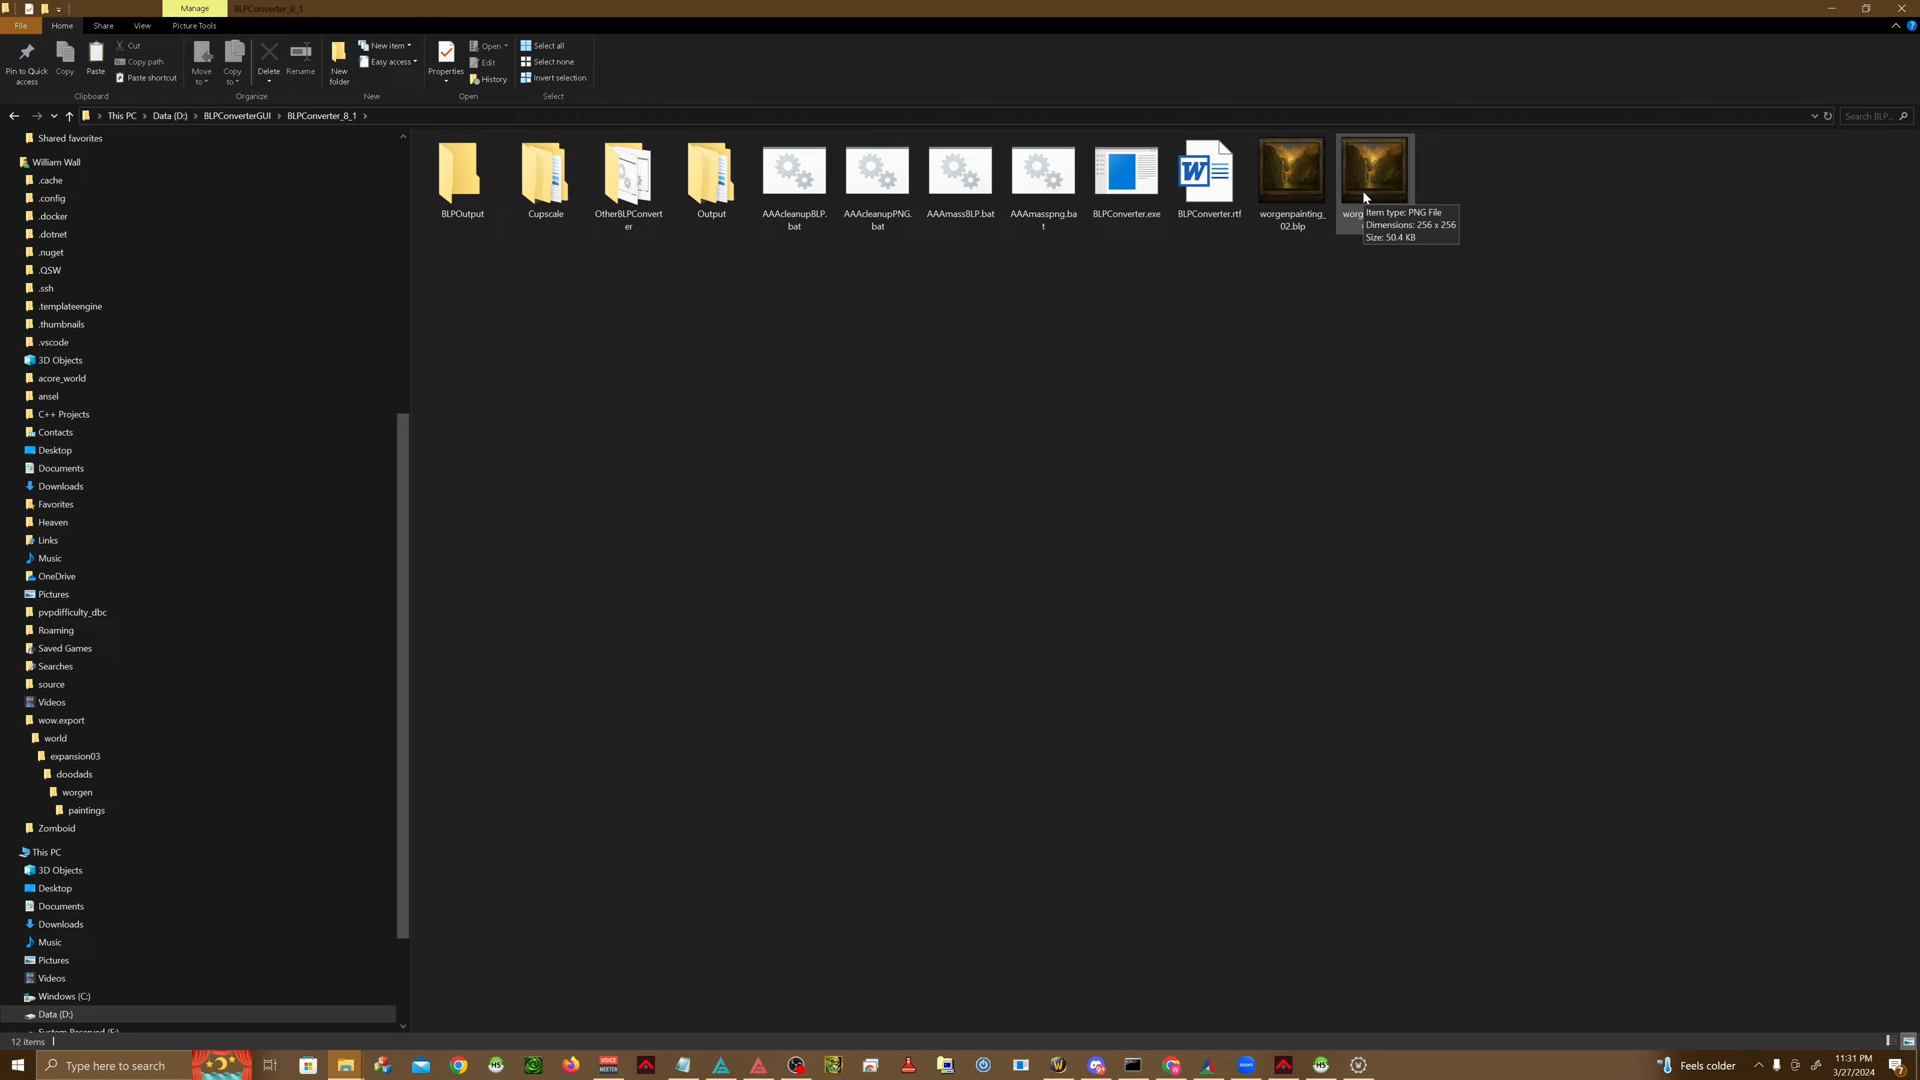 Manage
BLPConverter_8_1
File
Home
Share
View
Picture Tools
Pin to Quick access
Copy
Paste
Cut
Copy path
Paste shortcut
Clipboard
Move to
Copy to
Delete
Rename
Organize
New folder
New item
Easy access
New
Properties
Open
Edit
History
Open
Select all
Select none
Invert selection
Select
This PC > Data (D:) > BLPConverterGUI > BLPConverter_8_1 >
Search BLP...
Shared favorites
William Wall
.cache
.config
.docker
.dotnet
.nuget
.QSW
.ssh
.templateengine
.thumbnails
.vscode
3D Objects
acore_world
ansel
C++ Projects
Contacts
Desktop
Documents
Downloads
Favorites
Heaven
Links
Music
OneDrive
Pictures
pvpdifficulty_dbc
Roaming
Saved Games
Searches
source
Videos
wow.export
world
expansion03
doodads
worgen
paintings
Zomboid
This PC
3D Objects
Desktop
Documents
Downloads
Music
Pictures
Videos
Windows (C:)
Data (D:)
BLPOutput
Cupscale
OtherBLPConverter
Output
AAAcleanupBLP.bat
AAAcleanupPNG.bat
AAAmassBLP.bat
AAAmasspng.bat
BLPConverter.exe
BLPConverter.rtf
worgenpainting_02.blp
Item type: PNG File
Dimensions: 256 x 256
Size: 50.4 KB
12 items
Type here to search
HS
VOICE MEETER
HS
zoom
Feels colder
11:31 PM
3/27/2024